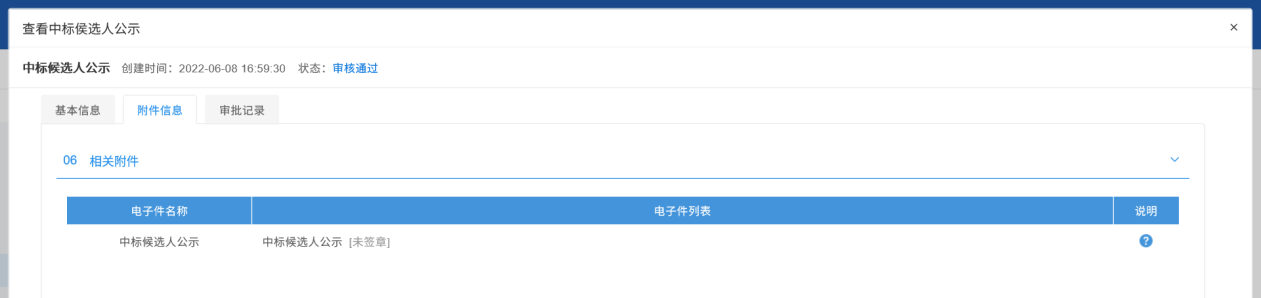 查看中标侯选人公示 ×
中标候选人公示 创建时间：2022-06-08 16:59:30 状态：审核通过
基本信息 附件信息 审批记录
06 相关附件
电子件名称 电子件列表 说明
中标候选人公示 中标候选人公示 [未签章] ?